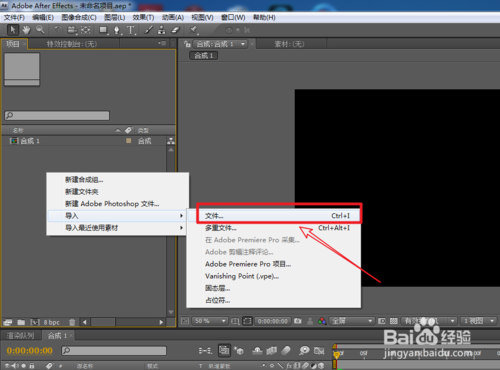 Adobe After Effects - 未命名项目.aep *
文件(F) 编辑(E) 图像合成(C) 图层(L) 效果(T) 动画(A) 视图(V) 窗口(W) 帮助(H)
项目 特效控制台: (无) 合成: 合成 1 素材: (无)
合成 1
名称 类型
合成 1 合成
新建合成组...
新建文件夹
新建 Adobe Photoshop 文件...
导入
导入最近使用素材
文件... Ctrl+I
多重文件... Ctrl+Alt+I
在 Adobe Premiere Pro 采集...
Adobe 剪辑注释评论...
Adobe Premiere Pro 项目...
Vanishing Point (.vpe)...
固态层...
占位符...
8 bpc 50% 0:00:00:00 全屏 1 视图
渲染队列 合成 1
0:00:00:00
源名称 模式
Baidu 经验
jingyan.baidu.com